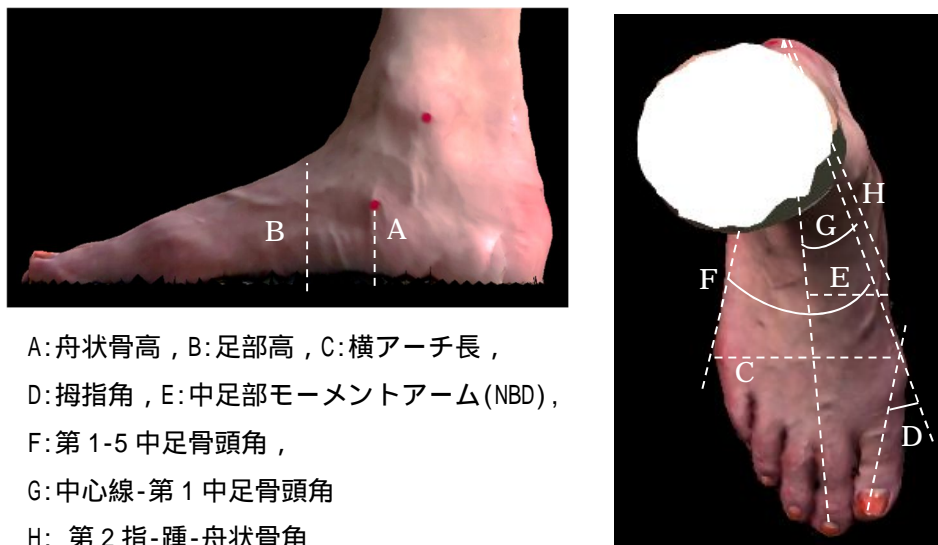 B
A
A:舟状骨高，B:足部高，C:横アーチ長，
D:拇指角，E:中足部モーメントアーム(NBD)，
F:第 1-5 中足骨頭角，
G:中心線-第 1 中足骨頭角
H: 第 2 指-踵-舟状骨角
H
G
E
F
C
D